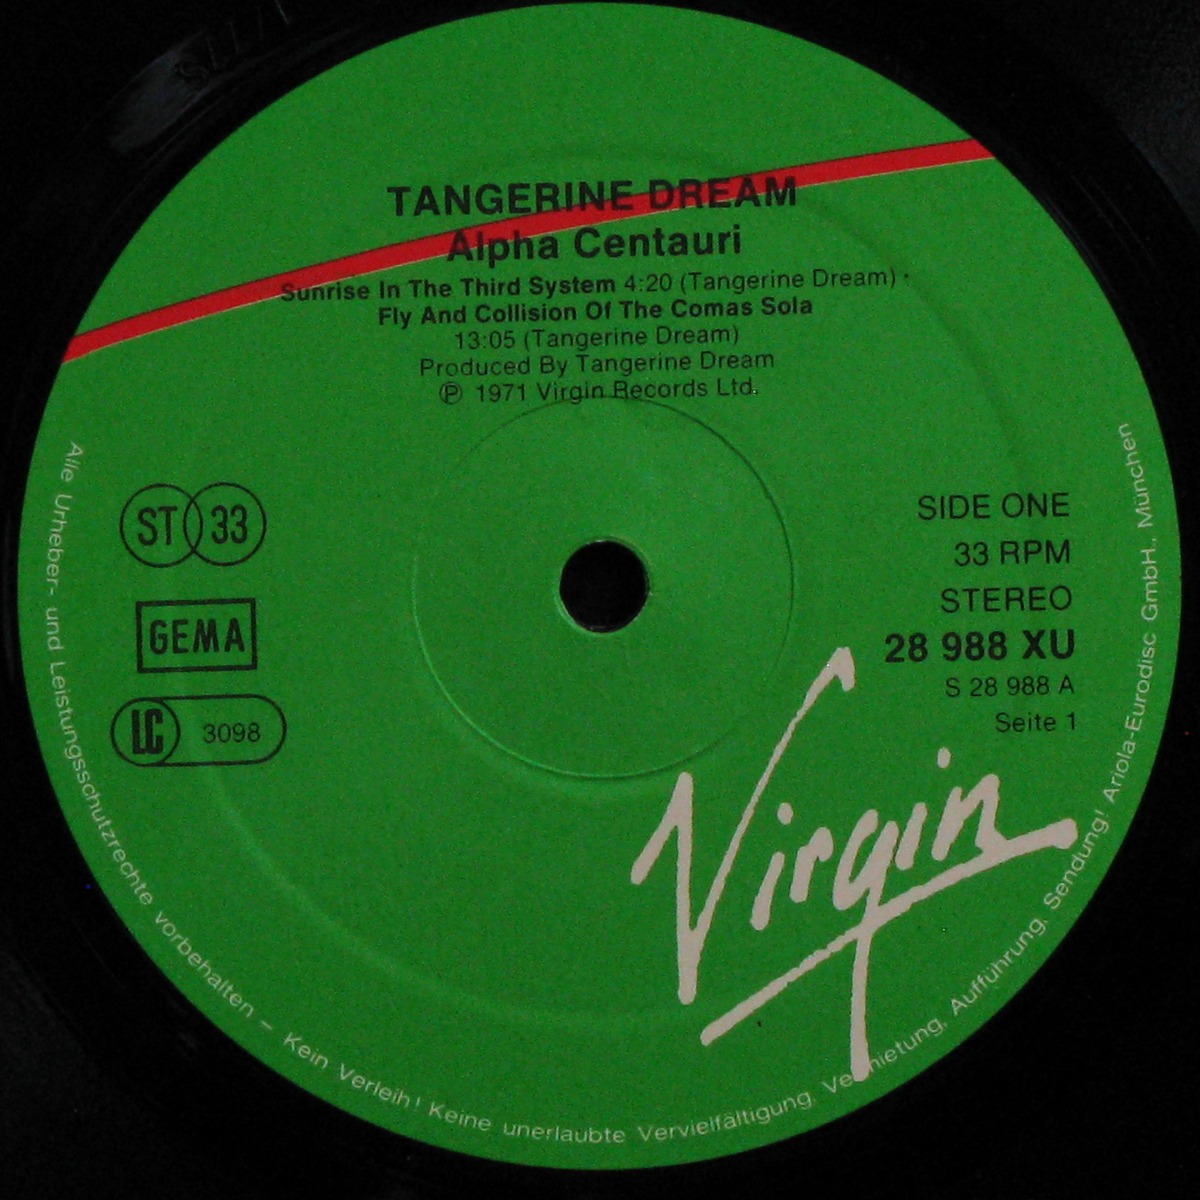 TANGERINE DREAM
Alpha Centauri
Sunrise In The Third System 4:20 (Tangerine Dream) ·
Fly And Collision Of The Comas Sola
13:05 (Tangerine Dream)
Produced By Tangerine Dream
Ⓟ 1971 Virgin Records Ltd.
ST 33
GEMA
LC 3098
SIDE ONE
33 RPM
STEREO
28 988 XU
S 28 988 A
Seite 1
Virgin
Alle Urheber- und Leistungsschutzrechte vorbehalten – Kein Verleih! Keine unerlaubte Vervielfältigung, Vermietung, Aufführung, Sendung! Ariola-Eurodisc GmbH., München